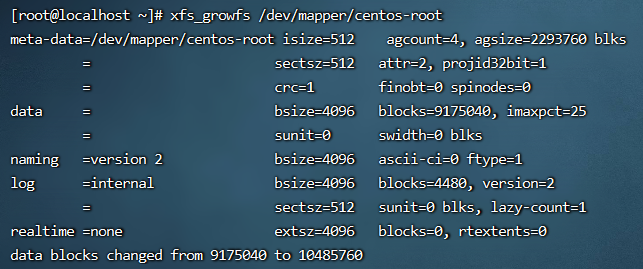 [root@localhost ~]# xfs_growfs /dev/mapper/centos-root
meta-data=/dev/mapper/centos-root isize=512    agcount=4, agsize=2293760 blks
         =                       sectsz=512   attr=2, projid32bit=1
         =                       crc=1        finobt=0 spinodes=0
data     =                       bsize=4096   blocks=9175040, imaxpct=25
         =                       sunit=0      swidth=0 blks
naming   =version 2              bsize=4096   ascii-ci=0 ftype=1
log      =internal               bsize=4096   blocks=4480, version=2
         =                       sectsz=512   sunit=0 blks, lazy-count=1
realtime =none                   extsz=4096   blocks=0, rtextents=0
data blocks changed from 9175040 to 10485760